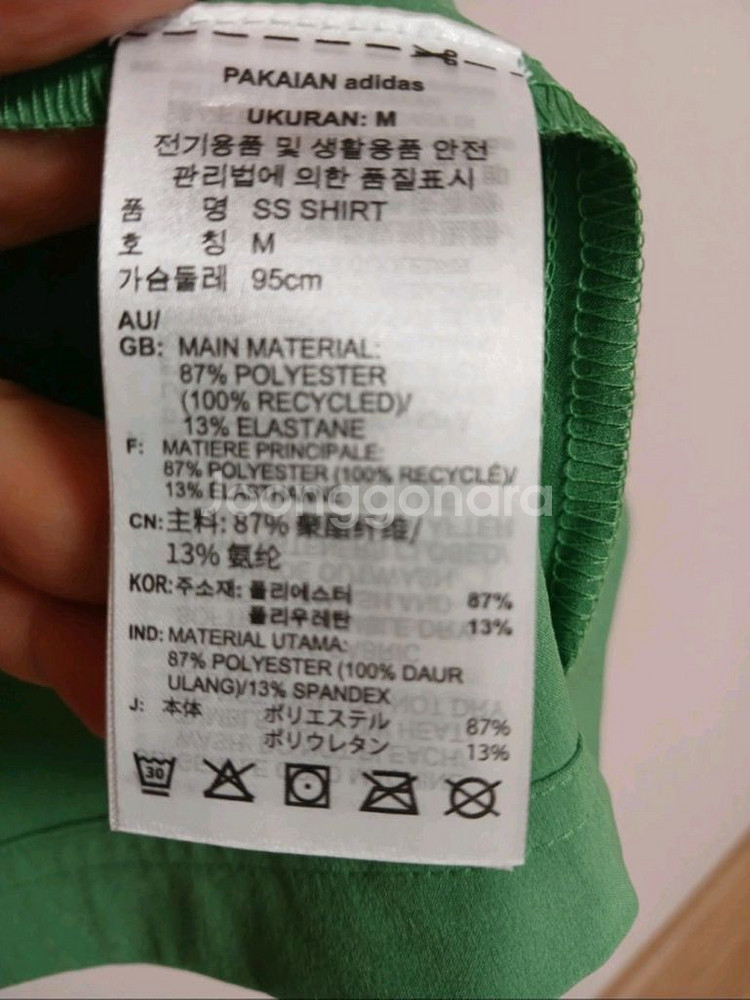 PAKAIAN adidas
UKURAN: M
전기용품 및 생활용품 안전
관리법에 의한 품질표시
품 명 SS SHIRT
호 칭 M
가슴둘레 95cm
AU/
GB: MAIN MATERIAL:
87% POLYESTER
(100% RECYCLED)/
13% ELASTANE
F: MATIERE PRINCIPALE:
87% POLYESTER (100% RECYCLÉ)/
13%
Joonggonara
CN: 主料: 87% 聚酯纤维/
13% 氨纶
KOR: 주소재: 폴리에스터 87%
폴리우레탄 13%
IND: MATERIAL UTAMA:
87% POLYESTER (100% DAUR
ULANG)/13% SPANDEX
J: 本体 ポリエステル 87%
ポリウレタン 13%
30